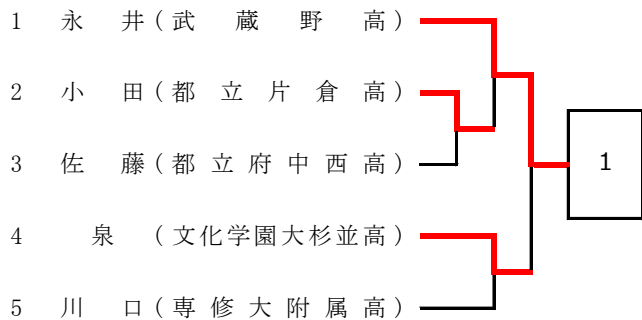 1 永井(武蔵野高)
2 小田(都立片倉高)
3 佐藤(都立府中西高)
1
4 泉 (文化学園大杉並高)
5 川口(専修大附属高)